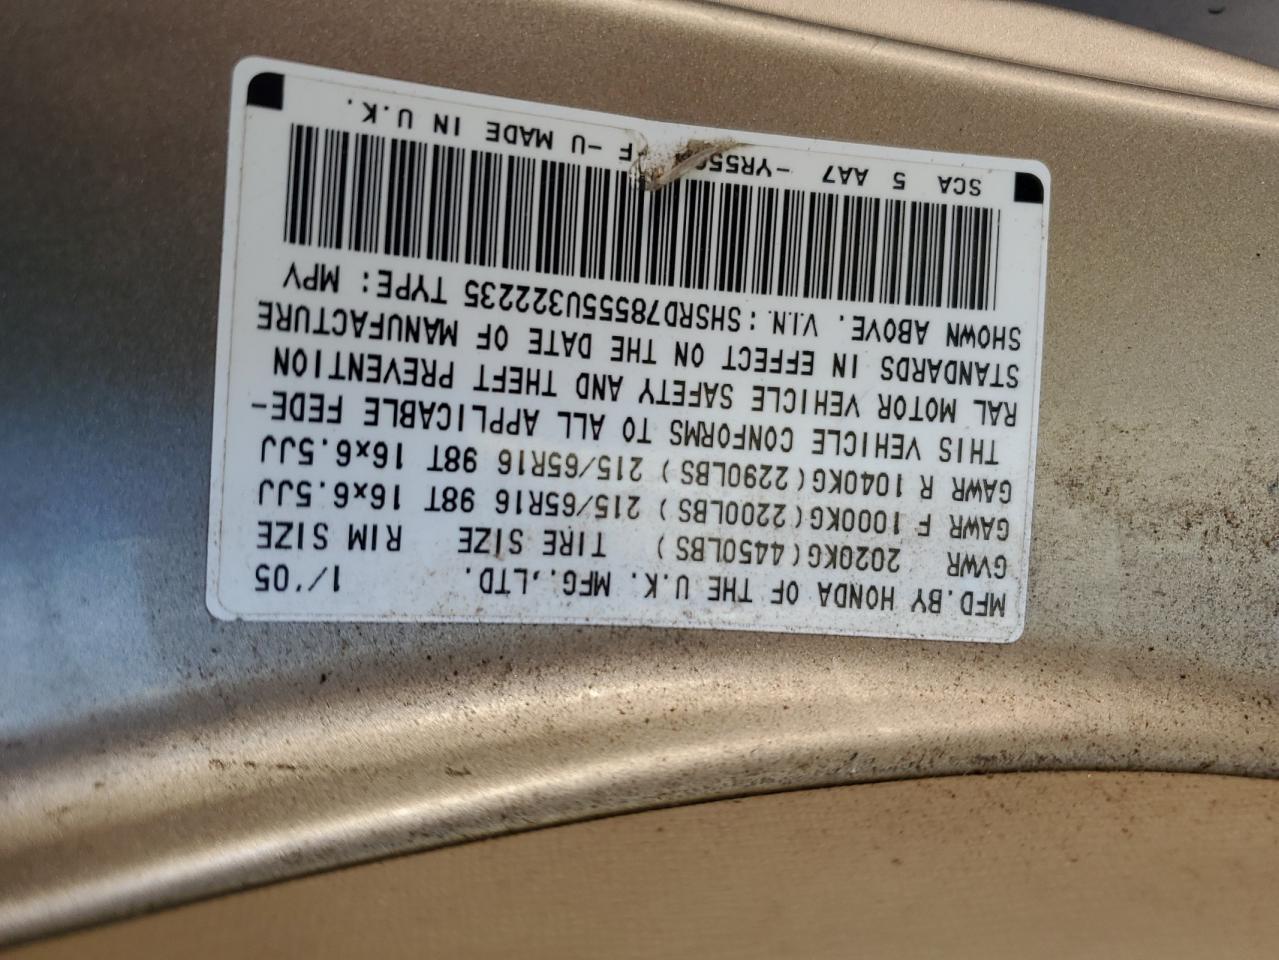 MFD.BY HONDA OF THE U.K. MFG.,LTD. 1/'05
GVWR 2020KG(4450LBS) TIRE SIZE RIM SIZE
GAWR F 1000KG(2200LBS) 215/65R16 98T 16x6.5JJ
GAWR R 1040KG(2290LBS) 215/65R16 98T 16x6.5JJ
THIS VEHICLE CONFORMS TO ALL APPLICABLE FEDE-
RAL MOTOR VEHICLE SAFETY AND THEFT PREVENTION
STANDARDS IN EFFECT ON THE DATE OF MANUFACTURE
SHOWN ABOVE. V.I.N.:SHSRD78555U322235 TYPE: MPV
SCA 5 AA7 F-U MADE IN U.K.